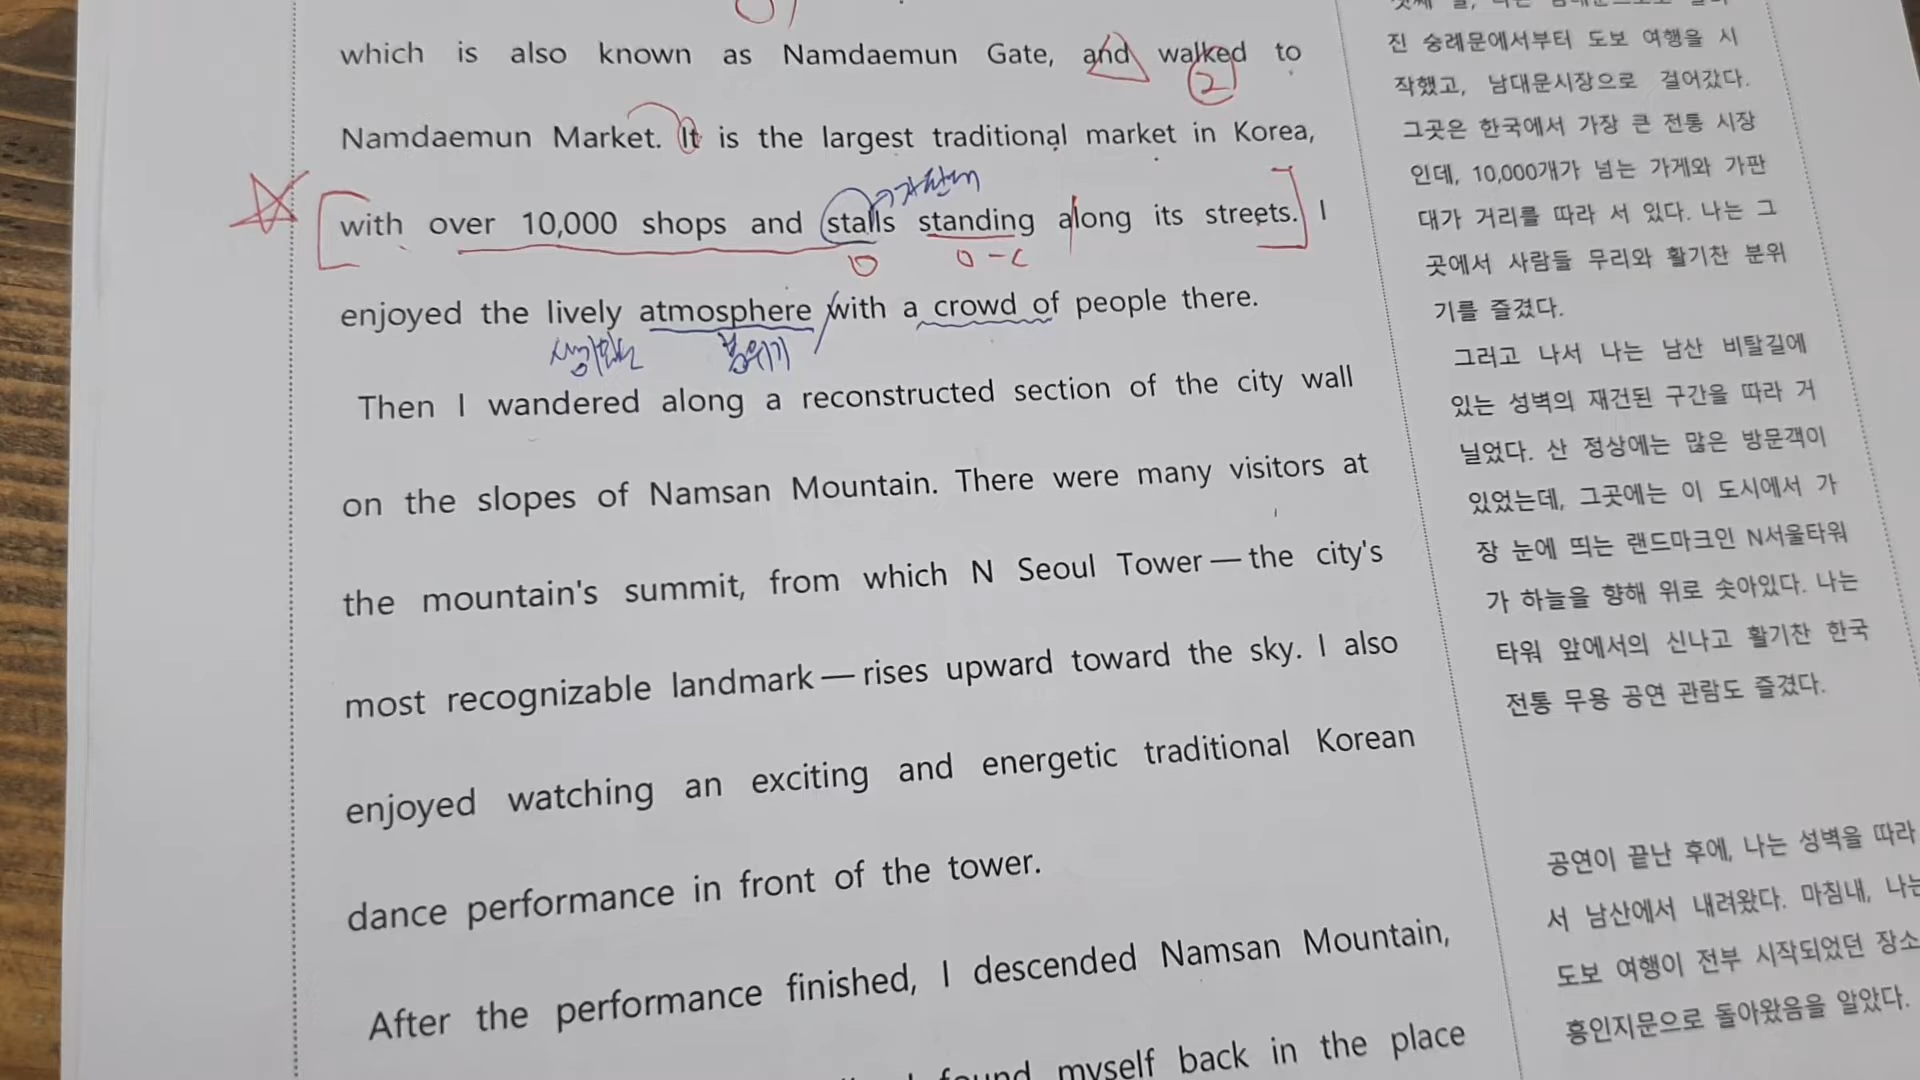 which is also known as Namdaemun Gate, and walked to
2
Namdaemun Market. It is the largest traditional market in Korea,
가판대
with over 10,000 shops and stalls standing along its streets. I
O
O-C
enjoyed the lively atmosphere with a crowd of people there.
분위기
Then I wandered along a reconstructed section of the city wall
on the slopes of Namsan Mountain. There were many visitors at
the mountain's summit, from which N Seoul Tower — the city's
most recognizable landmark — rises upward toward the sky. I also
enjoyed watching an exciting and energetic traditional Korean
dance performance in front of the tower.
After the performance finished, I descended Namsan Mountain,
found myself back in the place
진 숭례문에서부터 도보 여행을 시
작했고, 남대문시장으로 걸어갔다.
그곳은 한국에서 가장 큰 전통 시장
인데, 10,000개가 넘는 가게와 가판
대가 거리를 따라 서 있다. 나는 그
곳에서 사람들 무리와 활기찬 분위
기를 즐겼다.
그러고 나서 나는 남산 비탈길에
있는 성벽의 재건된 구간을 따라 거
닐었다. 산 정상에는 많은 방문객이
있었는데, 그곳에는 이 도시에서 가
장 눈에 띄는 랜드마크인 N서울타워
가 하늘을 향해 위로 솟아있다. 나는
타워 앞에서의 신나고 활기찬 한국
전통 무용 공연 관람도 즐겼다.
공연이 끝난 후에, 나는 성벽을 따라
서 남산에서 내려왔다. 마침내, 나는
도보 여행이 전부 시작되었던 장소
흥인지문으로 돌아왔음을 알았다.